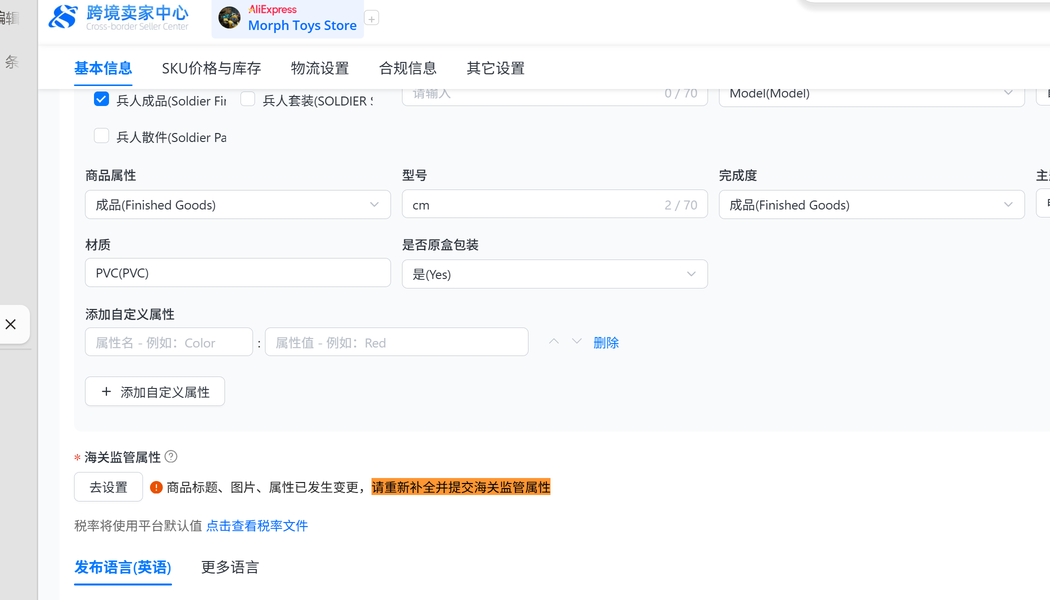 编辑
跨境卖家中心
Cross-border Seller Center
AliExpress
Morph Toys Store
条
基本信息 SKU价格与库存 物流设置 合规信息 其它设置
兵人成品(Soldier Fi 兵人套装(SOLDIER 请输入 0 / 70 Model(Model)
兵人散件(Soldier Pa
商品属性 型号 完成度
成品(Finished Goods) cm 2 / 70 成品(Finished Goods)
材质 是否原盒包装
PVC(PVC) 是(Yes)
添加自定义属性
属性名 - 例如：Color : 属性值 - 例如：Red 删除
+ 添加自定义属性
* 海关监管属性
去设置 商品标题、图片、属性已发生变更，请重新补全并提交海关监管属性
税率将使用平台默认值 点击查看税率文件
发布语言(英语) 更多语言